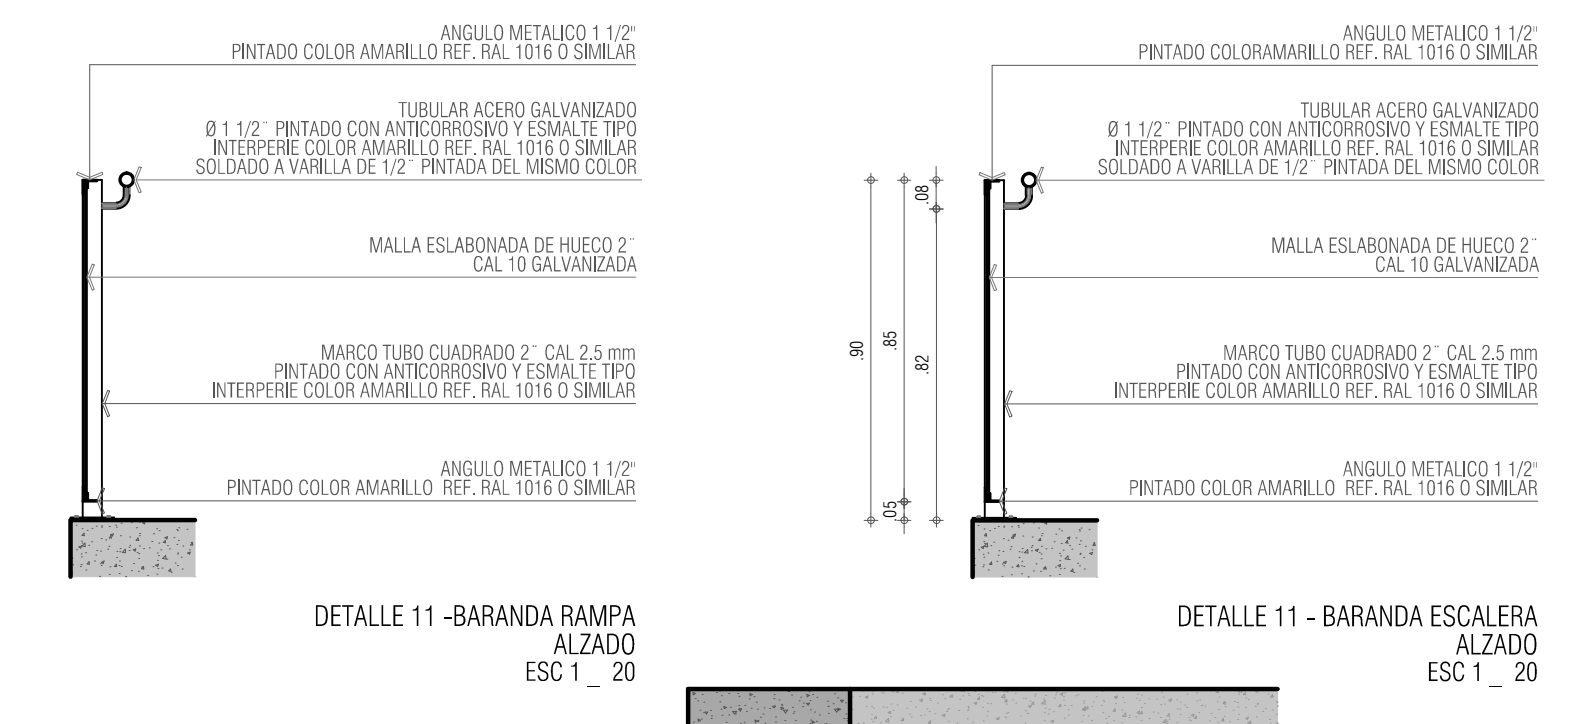 ANGULO METALICO 1 1/2"
PINTADO COLOR AMARILLO REF. RAL 1016 O SIMILAR
TUBULAR ACERO GALVANIZADO
Ø 1 1/2¨ PINTADO CON ANTICORROSIVO Y ESMALTE TIPO
INTERPERIE COLOR AMARILLO REF. RAL 1016 O SIMILAR
SOLDADO A VARILLA DE 1/2¨ PINTADA DEL MISMO COLOR
MALLA ESLABONADA DE HUECO 2¨
CAL 10 GALVANIZADA
MARCO TUBO CUADRADO 2¨ CAL 2.5 mm
PINTADO CON ANTICORROSIVO Y ESMALTE TIPO
INTERPERIE COLOR AMARILLO REF. RAL 1016 O SIMILAR
ANGULO METALICO 1 1/2"
PINTADO COLOR AMARILLO REF. RAL 1016 O SIMILAR
DETALLE 11 -BARANDA RAMPA
ALZADO
ESC 1 _ 20
ANGULO METALICO 1 1/2"
PINTADO COLORAMARILLO REF. RAL 1016 O SIMILAR
TUBULAR ACERO GALVANIZADO
Ø 1 1/2¨ PINTADO CON ANTICORROSIVO Y ESMALTE TIPO
INTERPERIE COLOR AMARILLO REF. RAL 1016 O SIMILAR
SOLDADO A VARILLA DE 1/2¨ PINTADA DEL MISMO COLOR
.08
MALLA ESLABONADA DE HUECO 2¨
CAL 10 GALVANIZADA
.90
.85
.82
MARCO TUBO CUADRADO 2¨ CAL 2.5 mm
PINTADO CON ANTICORROSIVO Y ESMALTE TIPO
INTERPERIE COLOR AMARILLO REF. RAL 1016 O SIMILAR
ANGULO METALICO 1 1/2"
PINTADO COLOR AMARILLO REF. RAL 1016 O SIMILAR
.05
DETALLE 11 - BARANDA ESCALERA
ALZADO
ESC 1 _ 20